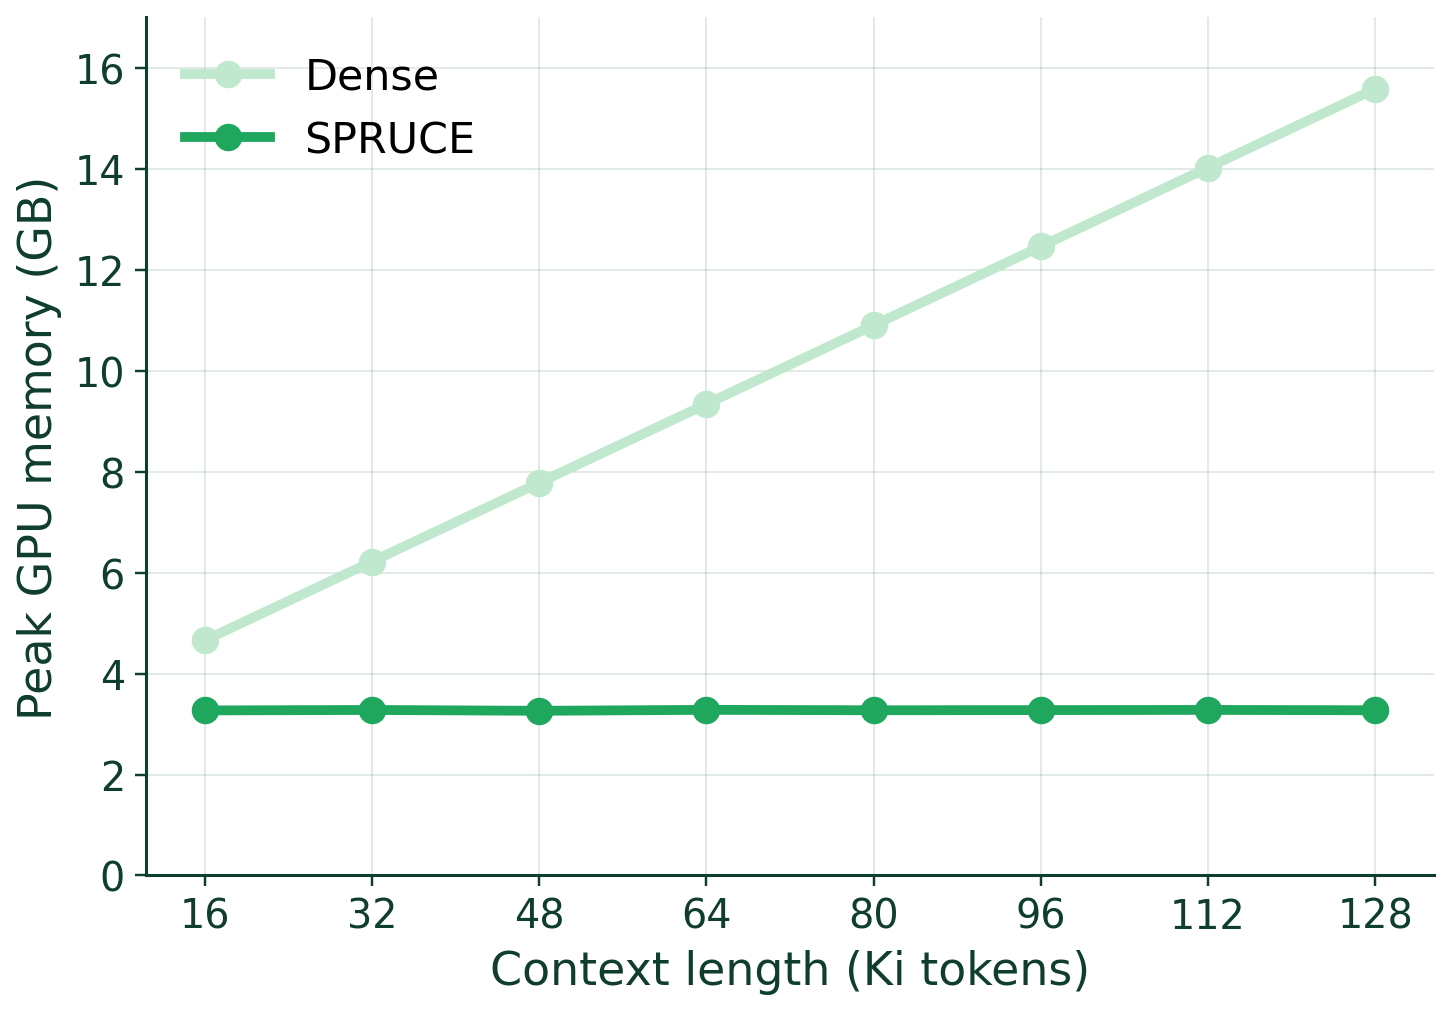 Dense
SPRUCE
16
14
12
10
8
6
4
2
0
Peak GPU memory (GB)
16 32 48 64 80 96 112 128
Context length (Ki tokens)